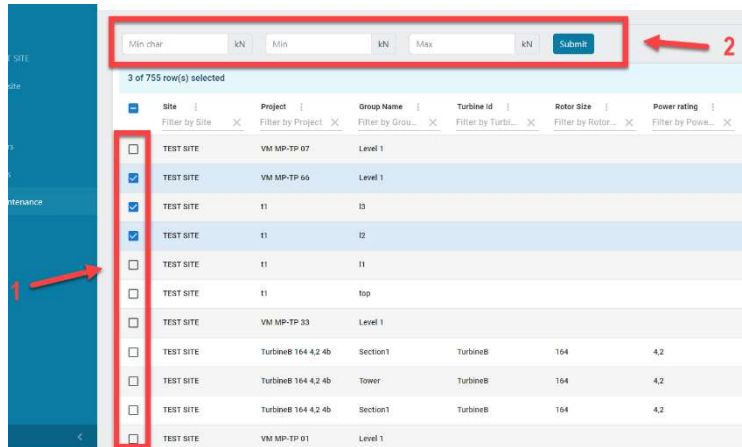 Min char kN Min kN Max kN Submit
2
SITE
site
3 of 755 row(s) selected
Site Project Group Name Turbine Id Rotor Size Power rating
Filter by Site Filter by Project Filter by Grou... Filter by Turbi... Filter by Rotor... Filter by Powe...
TEST SITE VM MP-TP 07 Level 1
TEST SITE VM MP-TP 66 Level 1
ntenance
TEST SITE t1 l3
TEST SITE t1 l2
TEST SITE t1 l1
1
TEST SITE t1 top
TEST SITE VM MP-TP 33 Level 1
TEST SITE TurbineB 164 4,2 4b Section1 TurbineB 164 4,2
TEST SITE TurbineB 164 4,2 4b Tower TurbineB 164 4,2
TEST SITE TurbineB 164 4,2 4b Section1 TurbineB 164 4,2
TEST SITE VM MP-TP 01 Level 1